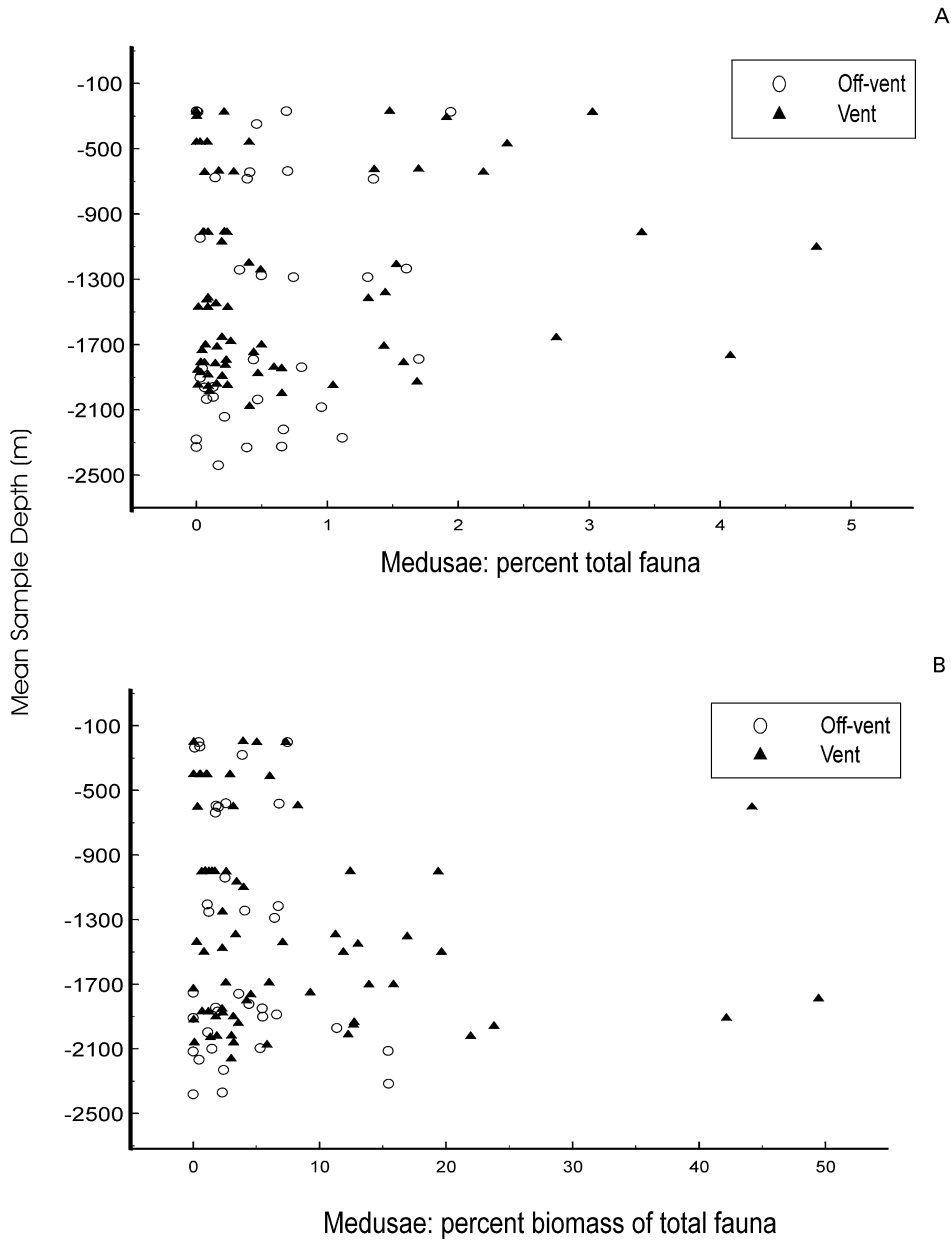 A
-100
-500
-900
-1300
-1700
-2100
-2500
Off-vent
Vent
0 1 2 3 4 5
Medusae: percent total fauna
Mean Sample Depth (m)
B
-100
-500
-900
-1300
-1700
-2100
-2500
Off-vent
Vent
0 10 20 30 40 50
Medusae: percent biomass of total fauna